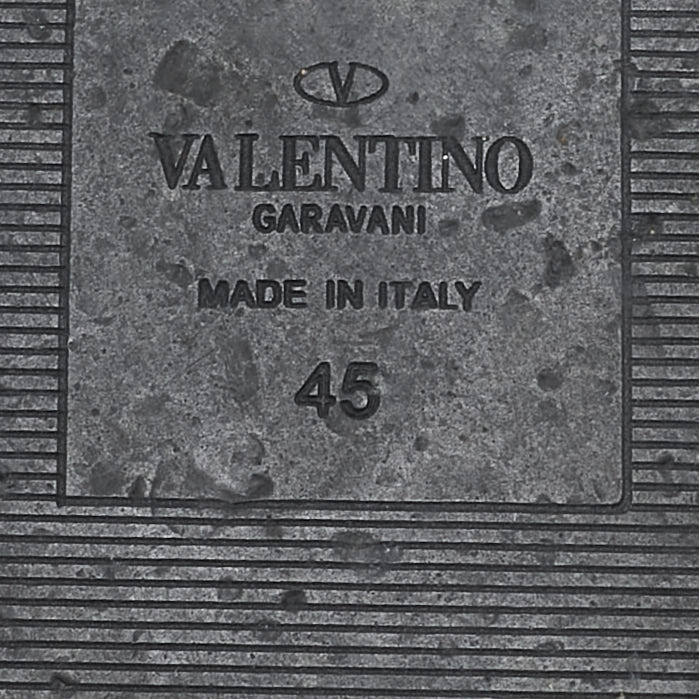 V
VALENTINO
GARAVANI
MADE IN ITALY
45